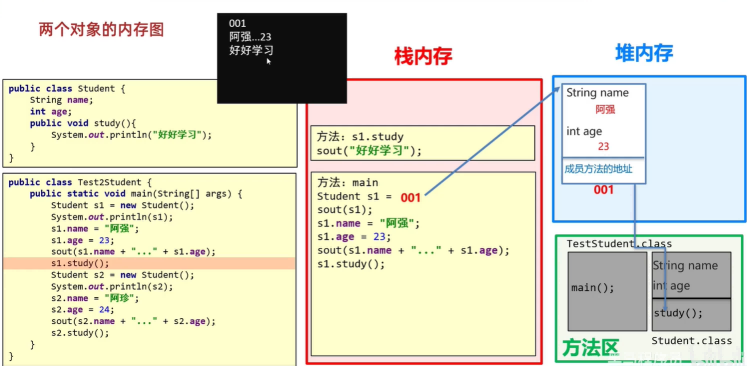 两个对象的内存图
001
阿强...23
好好学习
public class Student {
String name;
int age;
public void study(){
System.out.println("好好学习");
}
}
public class Test2Student {
public static void main(String[] args) {
Student s1 = new Student();
System.out.println(s1);
s1.name = "阿强";
s1.age = 23;
sout(s1.name + "..." + s1.age);
s1.study();
Student s2 = new Student();
System.out.println(s2);
s2.name = "阿珍";
s2.age = 24;
sout(s2.name + "..." + s2.age);
s2.study();
}
}
栈内存
方法: s1.study
sout("好好学习");
方法: main
Student s1 = 001
sout(s1);
s1.name = "阿强";
s1.age = 23;
sout(s1.name + "..." + s1.age);
s1.study();
堆内存
String name
阿强
int age
23
成员方法的地址
001
TestStudent.class
main();
String name
int age
study();
Student.class
方法区